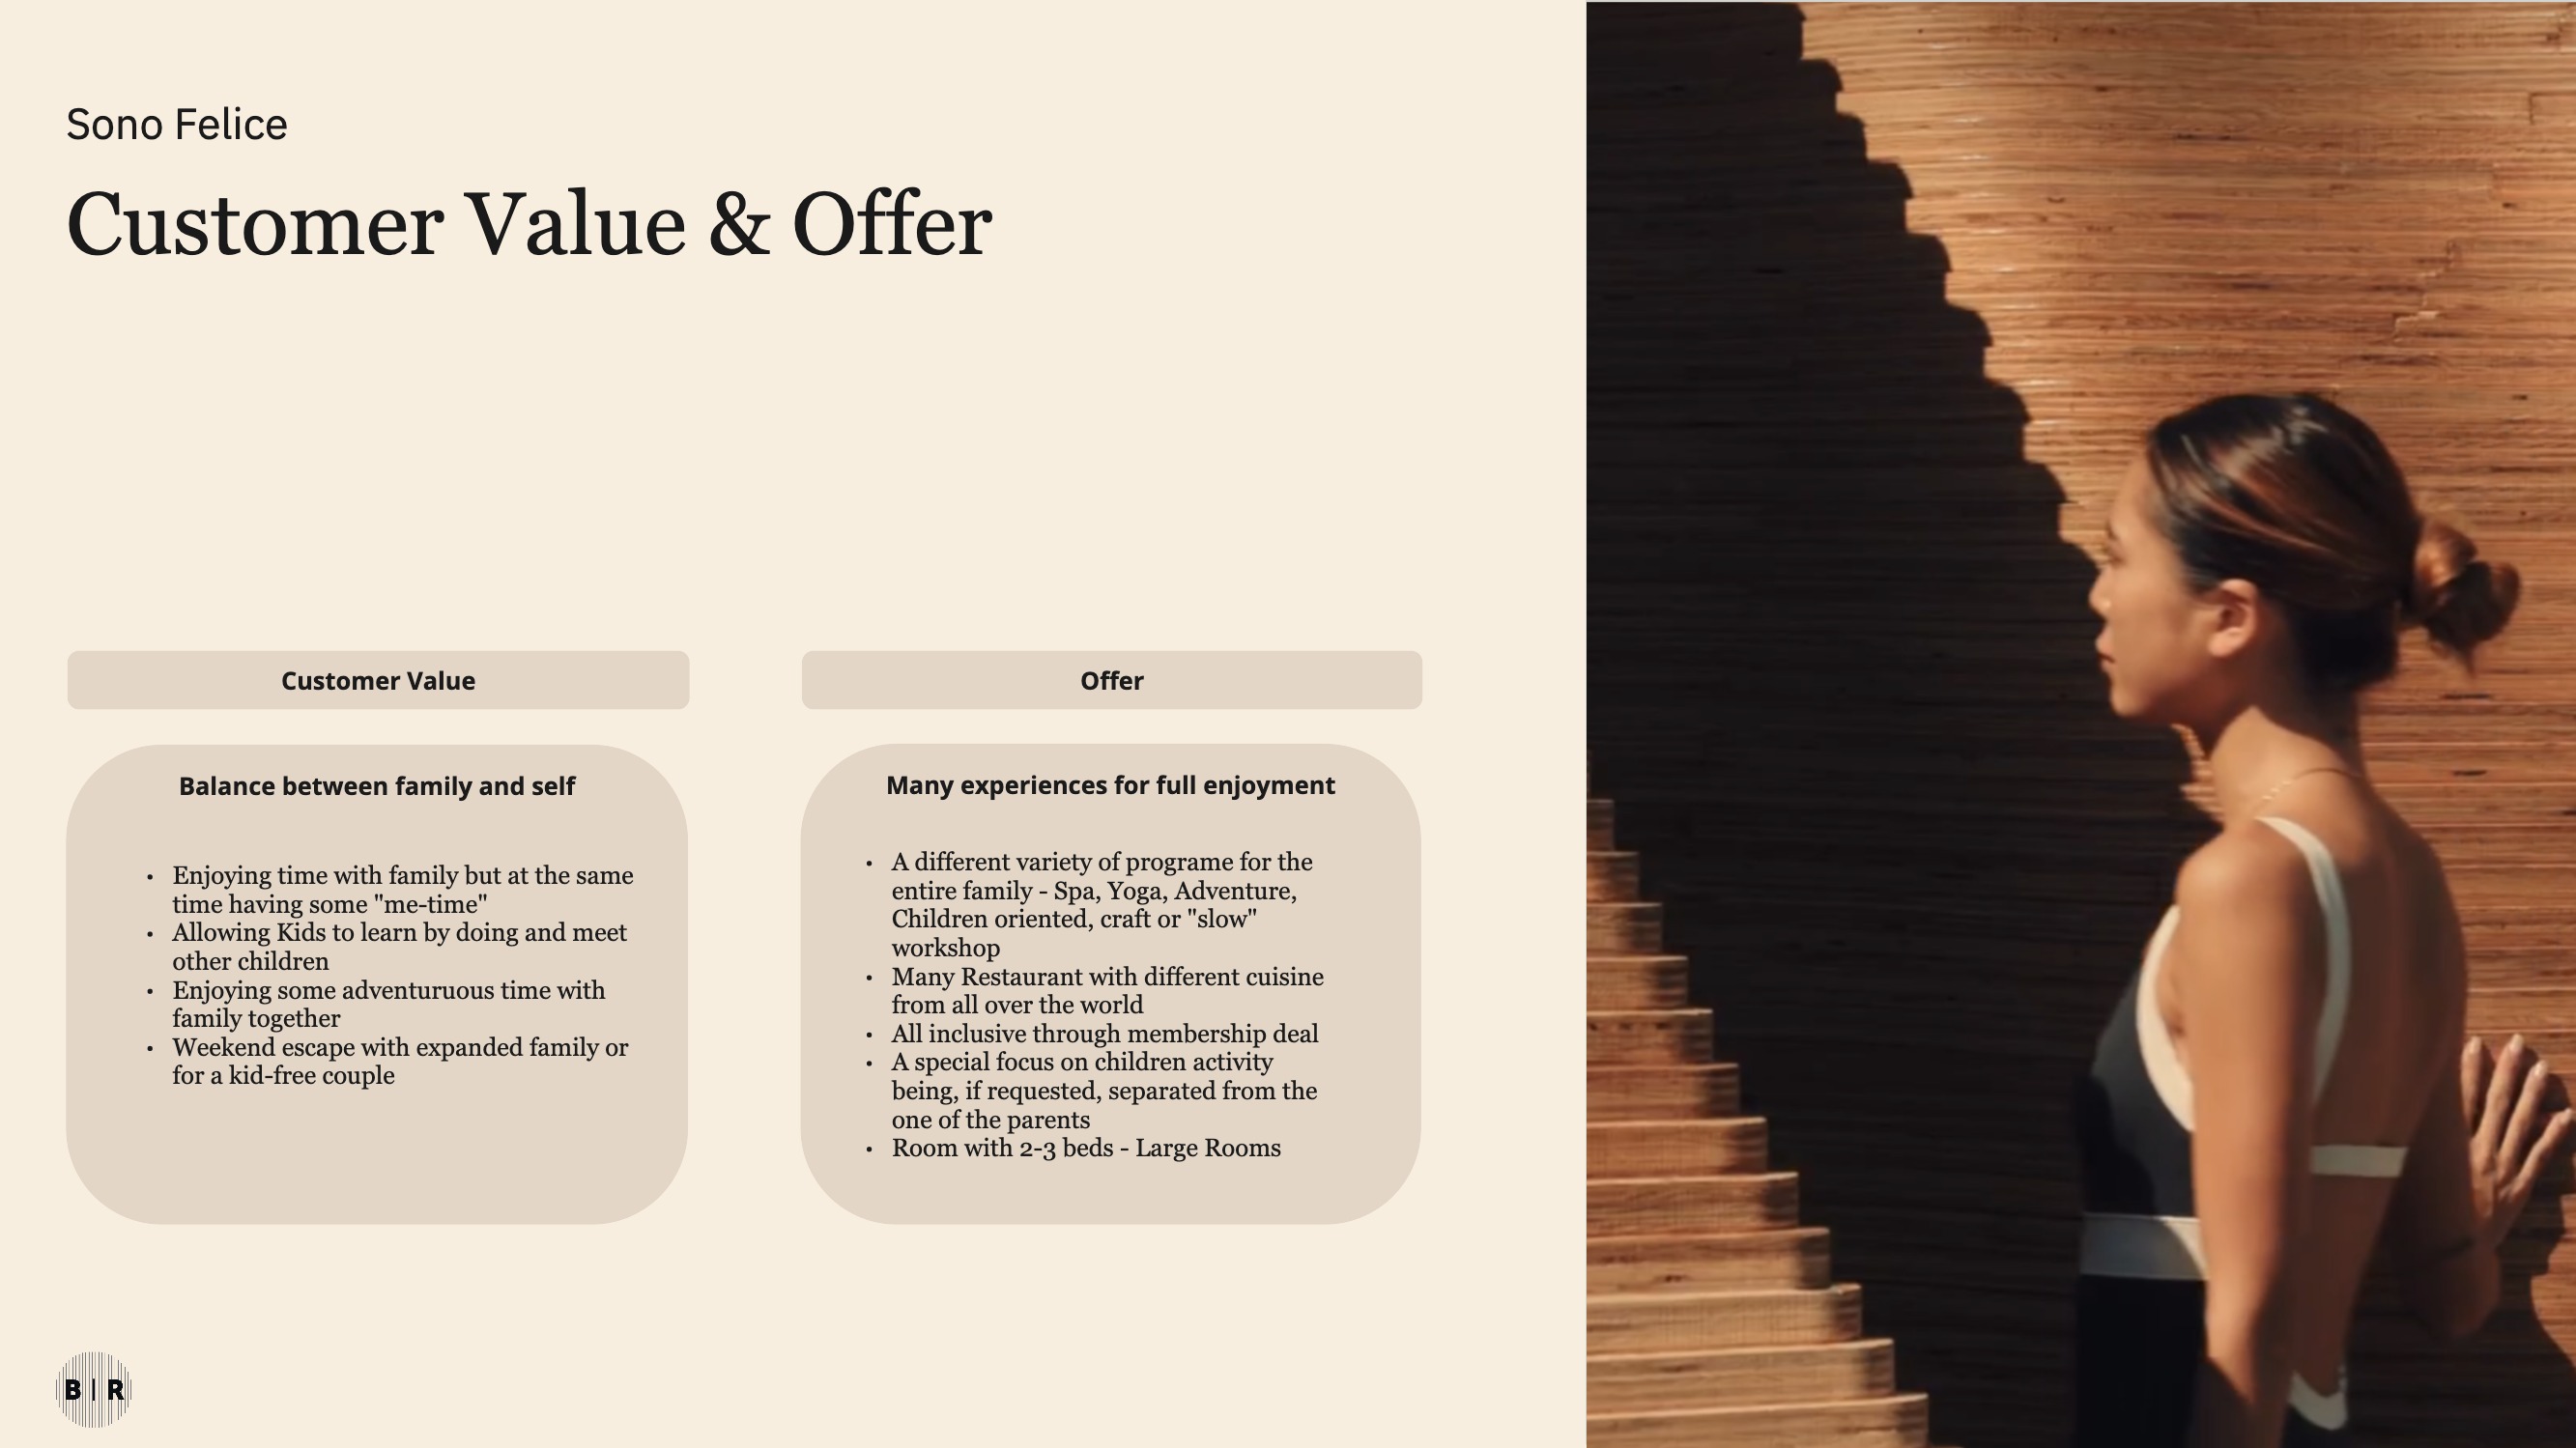 Sono Felice
Customer Value & Offer
Customer Value
Balance between family and self
• Enjoying time with family but at the same
time having some "me-time"
• Allowing Kids to learn by doing and meet
other children
• Enjoying some adventuruous time with
family together
• Weekend escape with expanded family or
for a kid-free couple
Offer
Many experiences for full enjoyment
• A different variety of programe for the
entire family - Spa, Yoga, Adventure,
Children oriented, craft or "slow"
workshop
• Many Restaurant with different cuisine
from all over the world
• All inclusive through membership deal
• A special focus on children activity
being, if requested, separated from the
one of the parents
• Room with 2-3 beds - Large Rooms
B | R